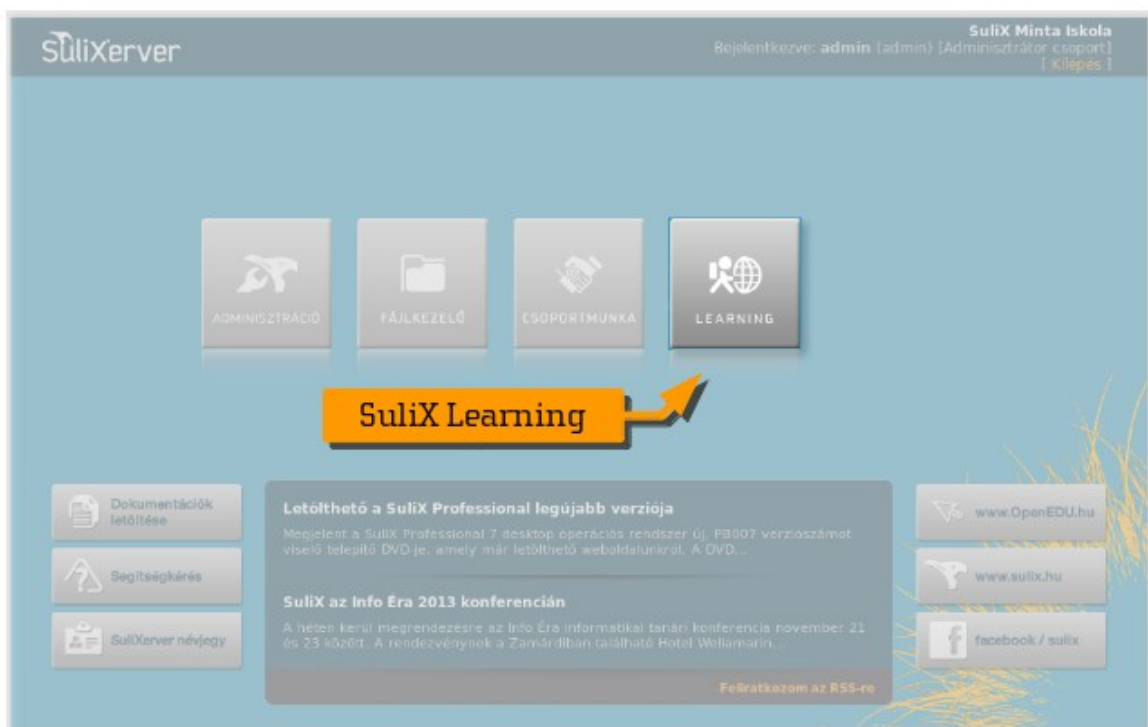 SuliXerver
SuliX Minta Iskola
Bejelentkezve: admin (admin) [Adminisztrátor csoport]
[ Kilépés ]
ADMINISZTRÁCIÓ
FÁJLKEZELŐ
CSOPORTMUNKA
LEARNING
SuliX Learning
Dokumentációk
letöltése
Segítségkérés
SuliXerver névjegy
Letölthető a SuliX Professional legújabb verziója
Megjelent a SuliX Professional 7 desktop operációs rendszer új, PB007 verziószámot
viselő telepítő DVD-je, amely már letölthető weboldalunkról. A DVD...
SuliX az Info Éra 2013 konferencián
A héten kerül megrendezésre az Info Éra informatikai tanári konferencia november 21
és 23 között. A rendezvénynek a Zamárdiban található Hotel Wellamarin...
Feliratkozom az RSS-re
www.OpenEDU.hu
www.sulix.hu
facebook / sulix